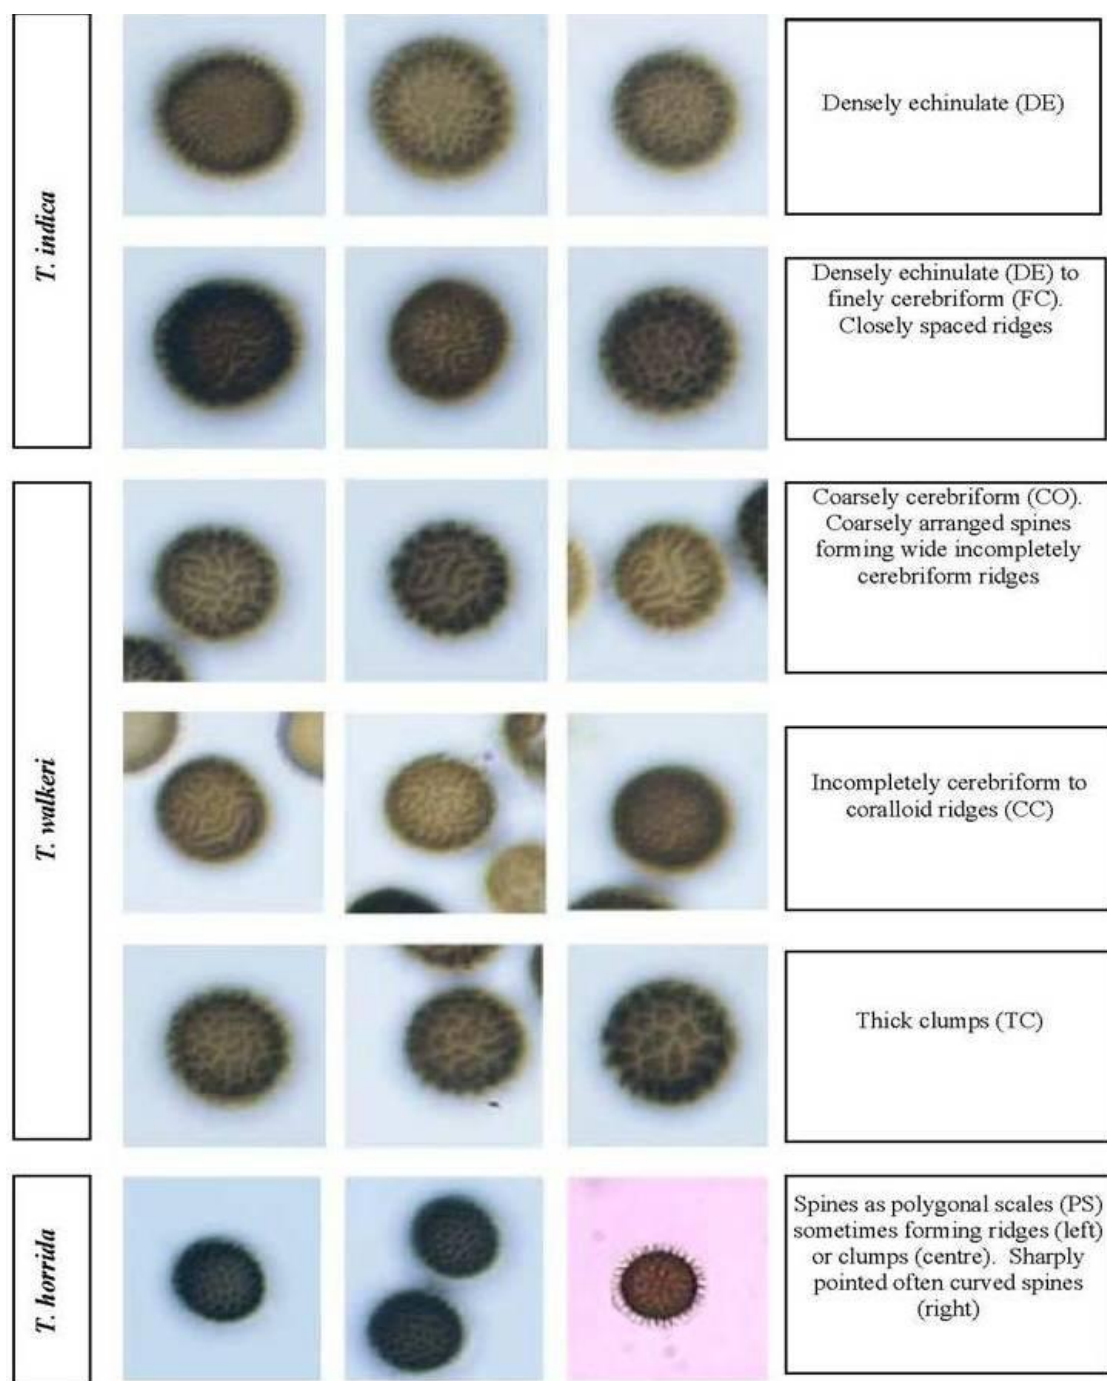 T. indica
Densely echinulate (DE)
Densely echinulate (DE) to
finely cerebriform (FC).
Closely spaced ridges
T. walkeri
Coarsely cerebriform (CO).
Coarsely arranged spines
forming wide incompletely
cerebriform ridges
Incompletely cerebriform to
coralloid ridges (CC)
Thick clumps (TC)
T. horrida
Spines as polygonal scales (PS)
sometimes forming ridges (left)
or clumps (centre). Sharply
pointed often curved spines
(right)